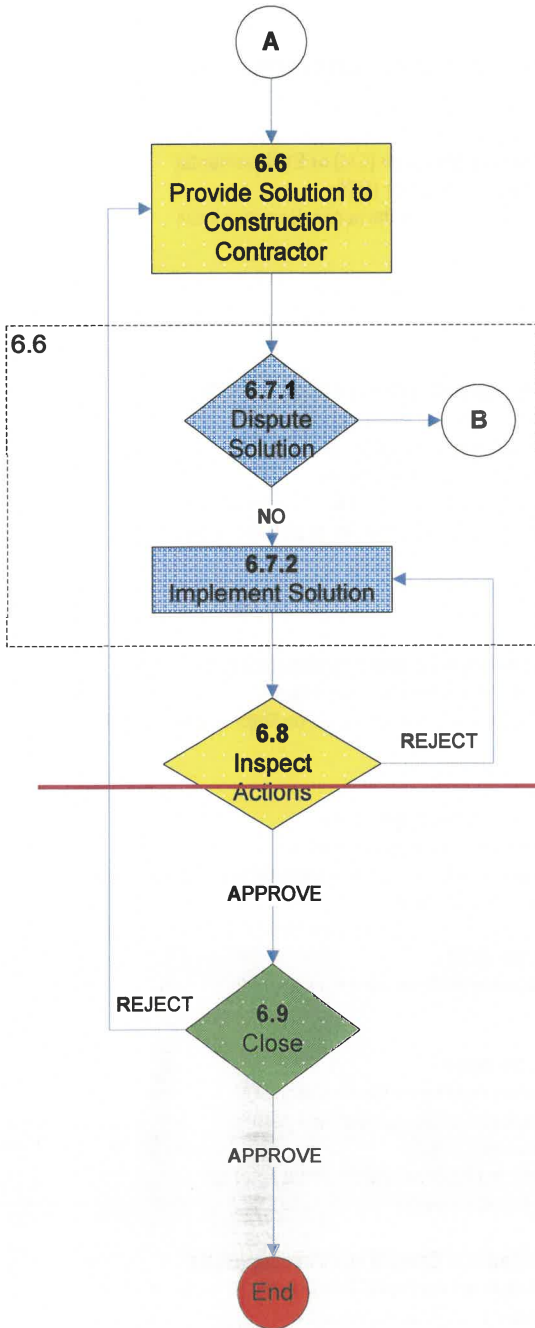 A
6.6
Provide Solution to
Construction
Contractor
6.6
6.7.1
Dispute
Solution
B
NO
6.7.2
Implement Solution
6.8
Inspect
Actions
REJECT
APPROVE
REJECT
6.9
Close
APPROVE
End